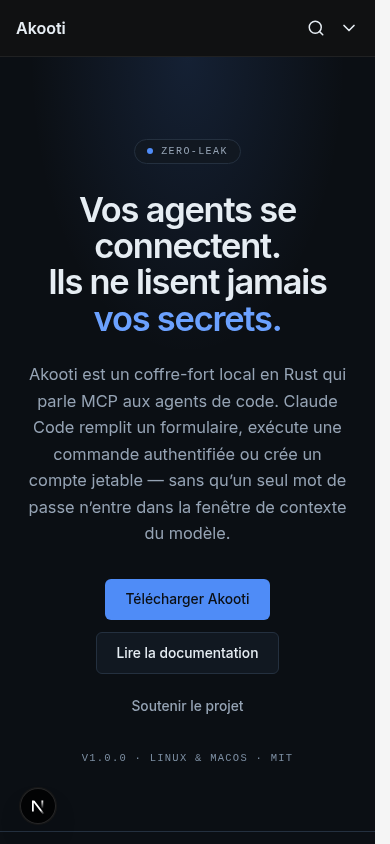 Akooti
ZERO-LEAK
Vos agents se
connectent.
Ils ne lisent jamais
vos secrets.
Akooti est un coffre-fort local en Rust qui
parle MCP aux agents de code. Claude
Code remplit un formulaire, exécute une
commande authentifiée ou crée un
compte jetable — sans qu’un seul mot de
passe n’entre dans la fenêtre de contexte
du modèle.
Télécharger Akooti
Lire la documentation
Soutenir le projet
V1.0.0 · LINUX & MACOS · MIT
N